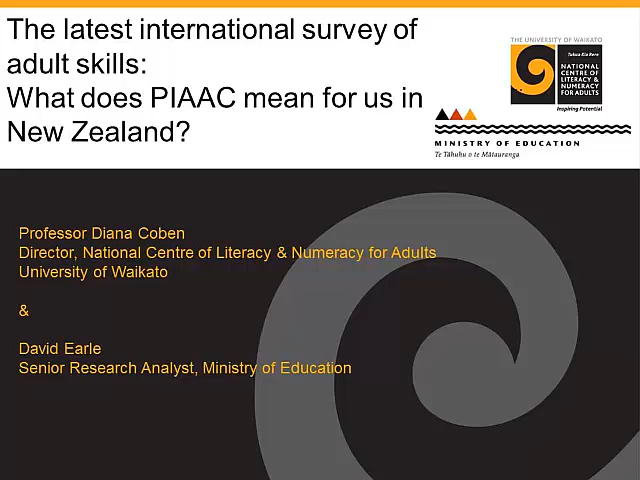 The latest international survey of
adult skills:
What does PIAAC mean for us in
New Zealand?
THE UNIVERSITY OF WAIKATO
Tukua Kia Rere
NATIONAL
CENTRE OF
LITERACY &
NUMERACY
FOR ADULTS
Inspiring Potential
MINISTRY OF EDUCATION
Te Tāhuhu o te Mātauranga
Professor Diana Coben
Director, National Centre of Literacy & Numeracy for Adults
University of Waikato
&
David Earle
Senior Research Analyst, Ministry of Education